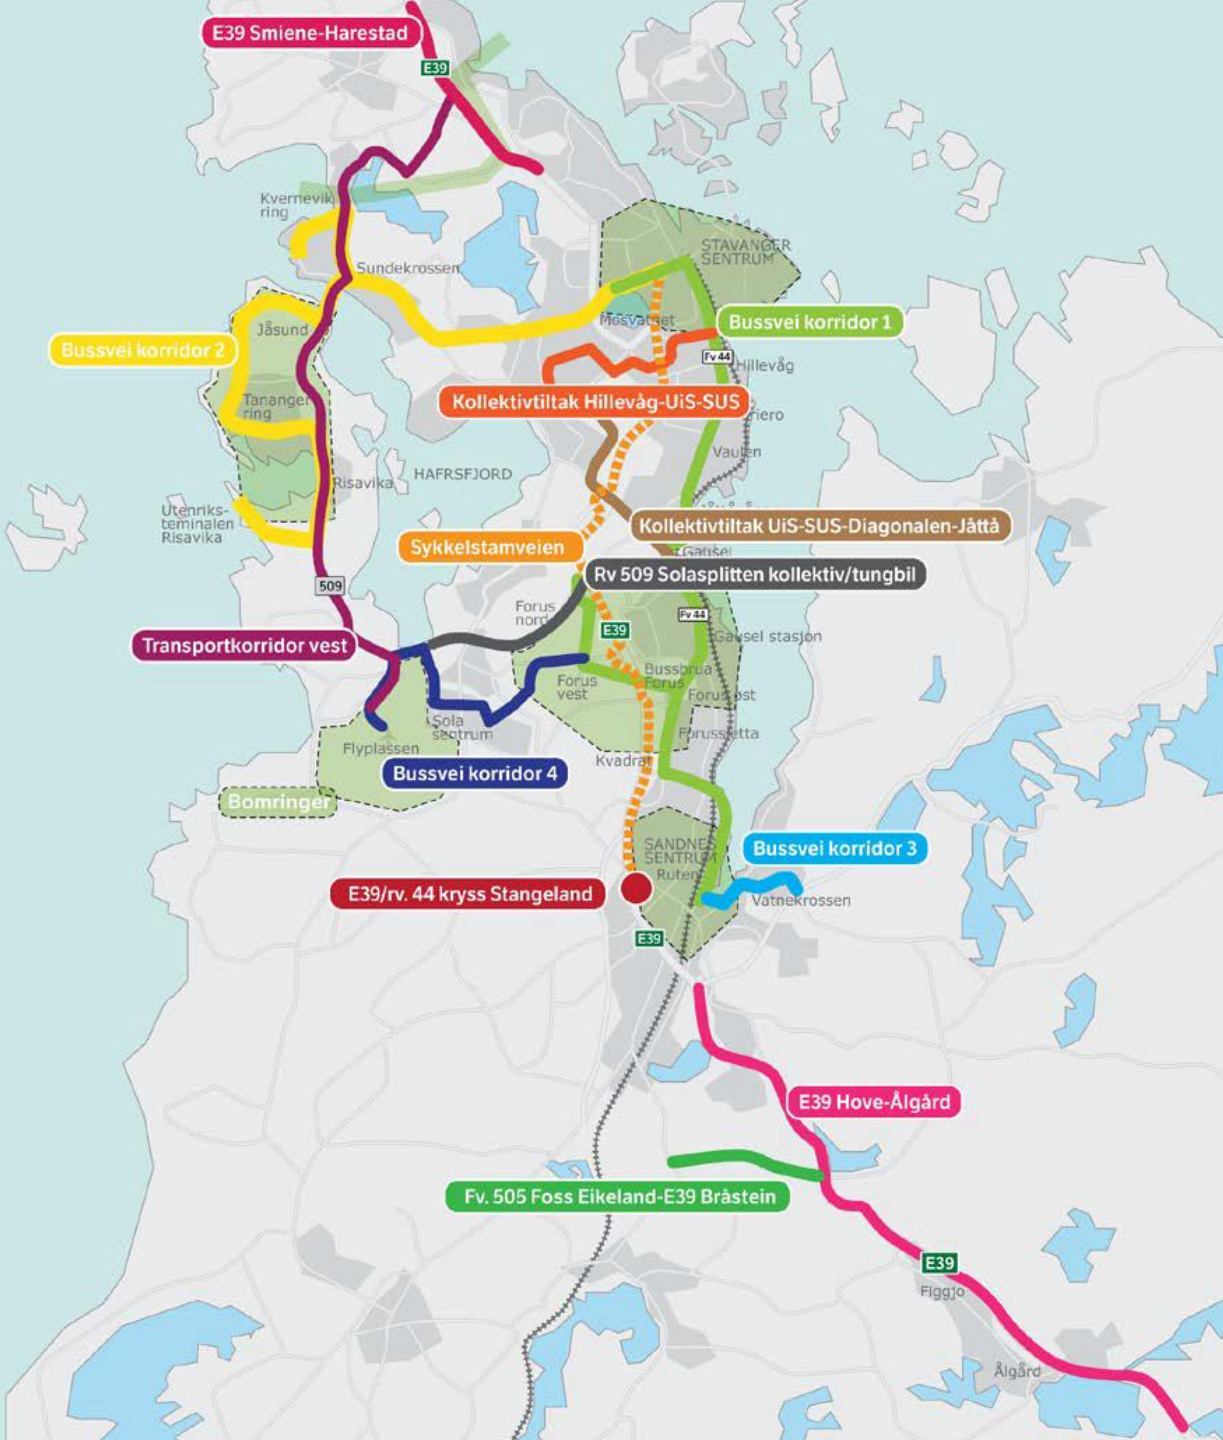 E39 Smiene-Harestad
E39
Kvernevik
ring
STAVANGER
SENTRUM
Sundekrossen
Mosvatnet
Bussvei korridor 1
Jåsund
Bussvei korridor 2
Fv 44
Hillevåg
Kollektivtiltak Hillevåg-UiS-SUS
Tananger
ring
Vaulen
HAFRSFJORD
Risavika
Utenriks-
teminalen
Risavika
Kollektivtiltak UiS-SUS-Diagonalen-Jåttå
Sykkelstamveien
Gausel
Rv 509 Solasplitten kollektiv/tungbil
509
Forus
nord
Fv 44
E39
Gausel stasjon
Transportkorridor vest
Bussbrua
Forus
Forus
vest
Forus øst
Sola
sentrum
Forussletta
Flyplassen
Kvadrat
Bussvei korridor 4
Bomringer
SANDNES
SENTRUM
Ruten
Bussvei korridor 3
E39/rv. 44 kryss Stangeland
Vatnekrossen
E39
E39 Hove-Ålgård
Fv. 505 Foss Eikeland-E39 Bråstein
E39
Figgjo
Ålgård